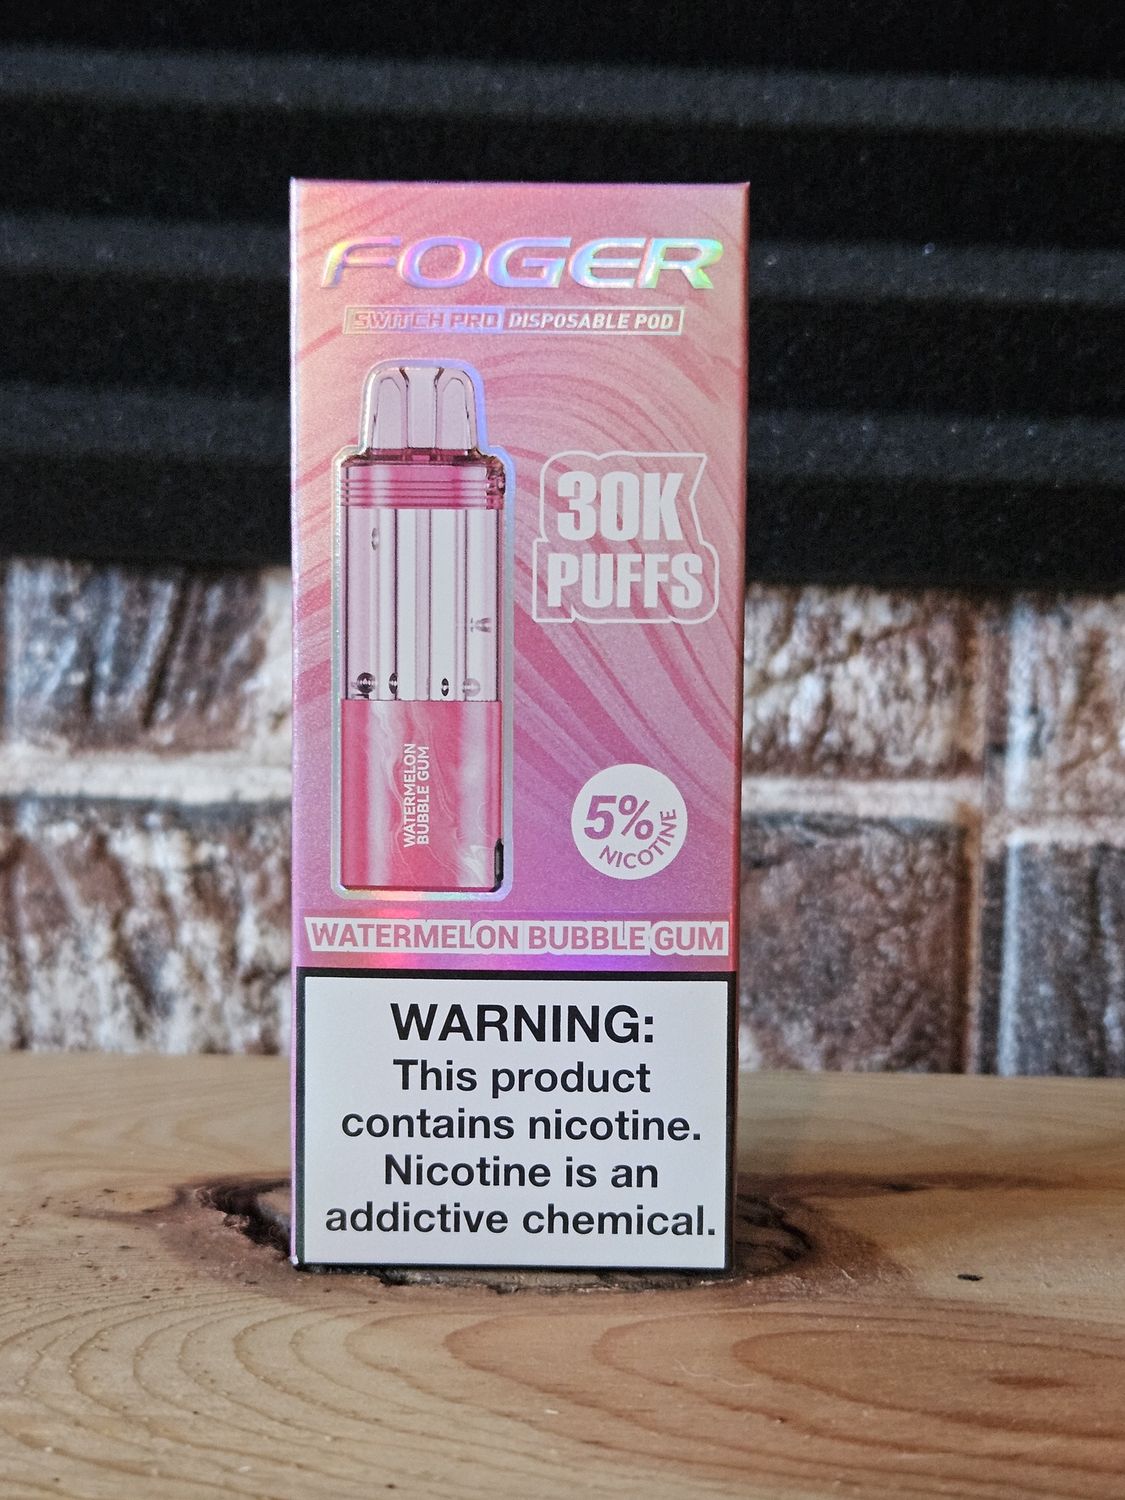 FOGER
SWITCH PRO DISPOSABLE POD
30K
PUFFS
WATERMELON
BUBBLE GUM
5%
NICOTINE
WATERMELON BUBBLE GUM
WARNING:
This product
contains nicotine.
Nicotine is an
addictive chemical.